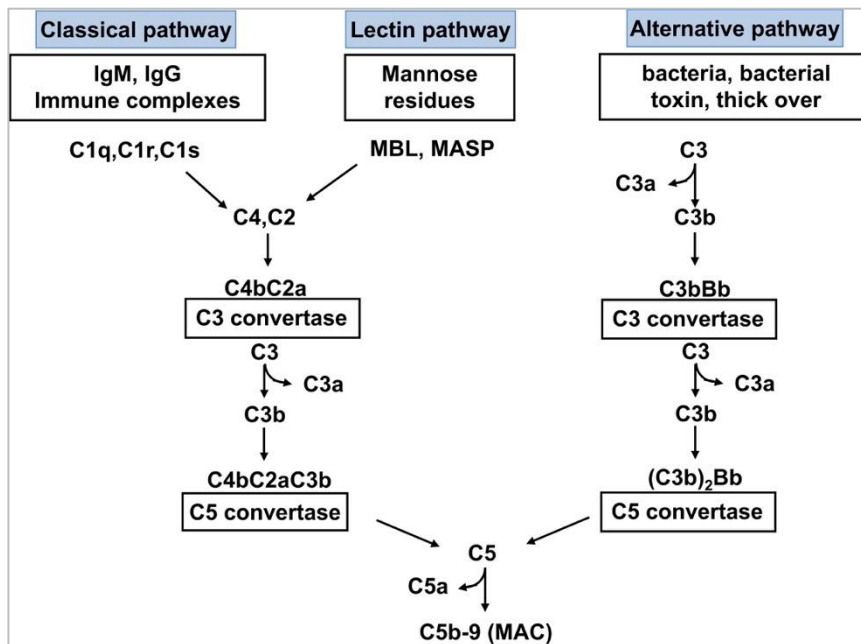 Classical pathway
Lectin pathway
Alternative pathway
IgM, IgG
Immune complexes
Mannose
residues
bacteria, bacterial
toxin, thick over
C1q,C1r,C1s
MBL, MASP
C3
C3a
C3b
C4,C2
C4bC2a
C3 convertase
C3bBb
C3 convertase
C3
C3a
C3b
C3
C3a
C3b
C4bC2aC3b
C5 convertase
(C3b)₂Bb
C5 convertase
C5
C5a
C5b-9 (MAC)